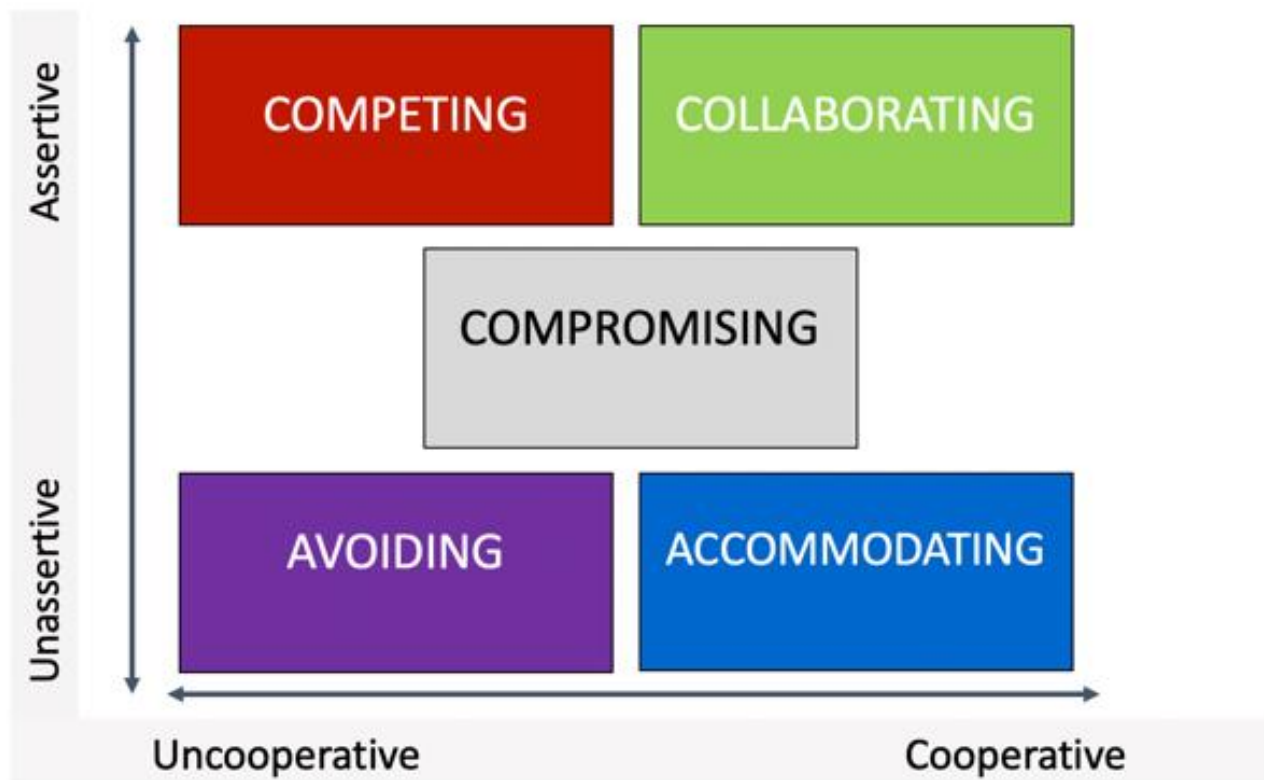 Assertive
COMPETING
COLLABORATING
COMPROMISING
Unassertive
AVOIDING
ACCOMMODATING
Uncooperative
Cooperative